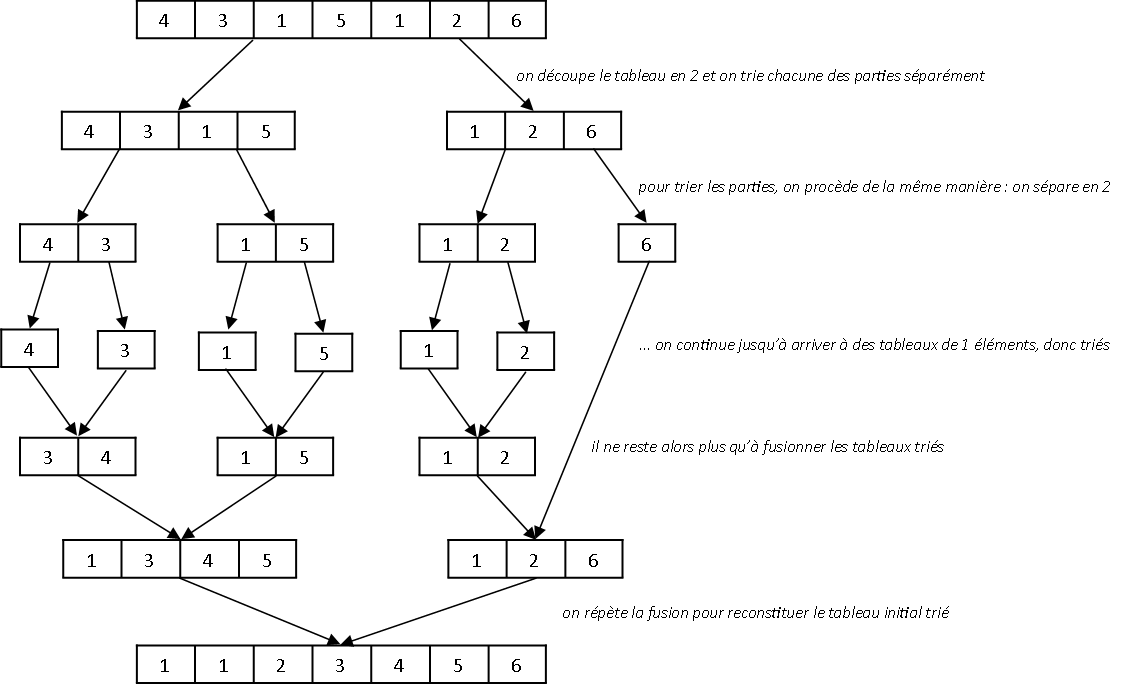 4 3 1 5 1 2 6
on découpe le tableau en 2 et on trie chacune des parties séparément
4 3 1 5 1 2 6
pour trier les parties, on procède de la même manière : on sépare en 2
4 3 1 5 1 2 6
4 3 1 5 1 2
... on continue jusqu'à arriver à des tableaux de 1 éléments, donc triés
il ne reste alors plus qu'à fusionner les tableaux triés
3 4 1 5 1 2
1 3 4 5 1 2 6
on répète la fusion pour reconstituer le tableau initial trié
1 1 2 3 4 5 6